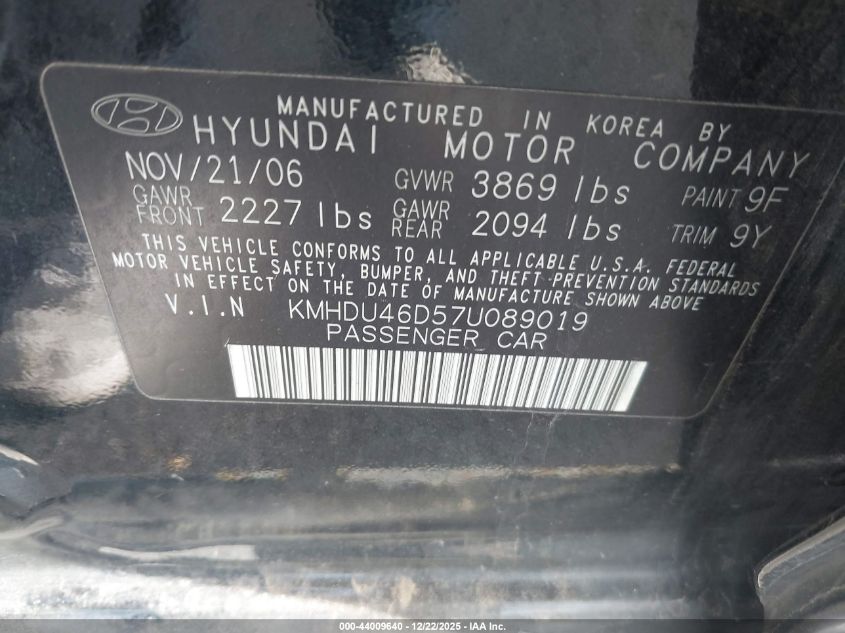 MANUFACTURED IN KOREA BY
HYUNDAI MOTOR COMPANY
NOV/21/06 GVWR 3869 lbs PAINT 9F
GAWR FRONT 2227 lbs GAWR REAR 2094 lbs TRIM 9Y
THIS VEHICLE CONFORMS TO ALL APPLICABLE U.S.A. FEDERAL
MOTOR VEHICLE SAFETY, BUMPER, AND THEFT PREVENTION STANDARDS
IN EFFECT ON THE DATE OF MANUFACTURE SHOWN ABOVE
V.I.N KMHDU46D57U089019
PASSENGER CAR
000-44009640 - 12/22/2025 - IAA Inc.